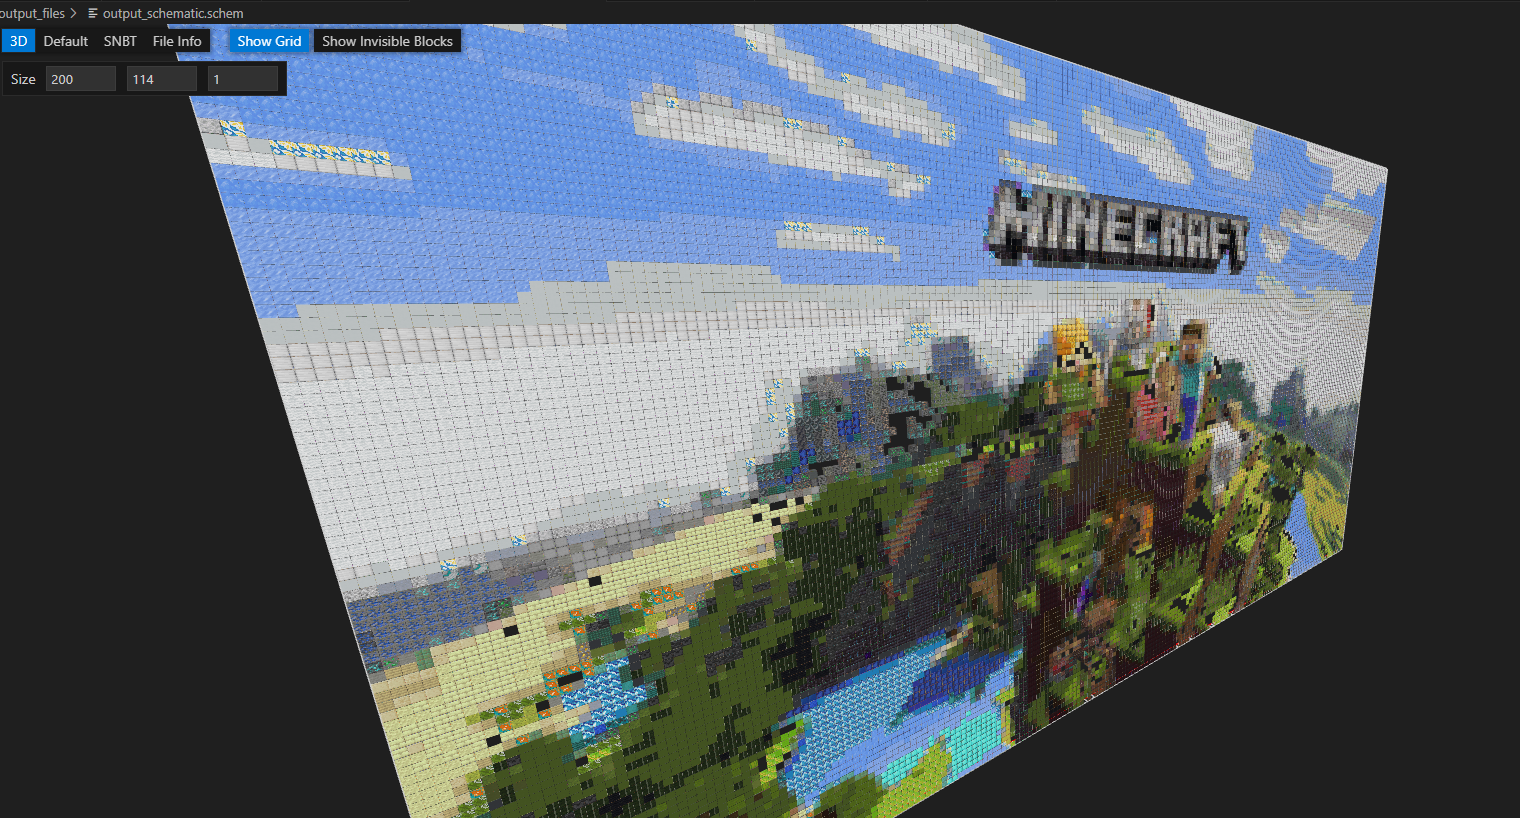 output_files > output_schematic.schem
3D Default SNBT File Info Show Grid Show Invisible Blocks
Size 200 114 1
MINECRAFT